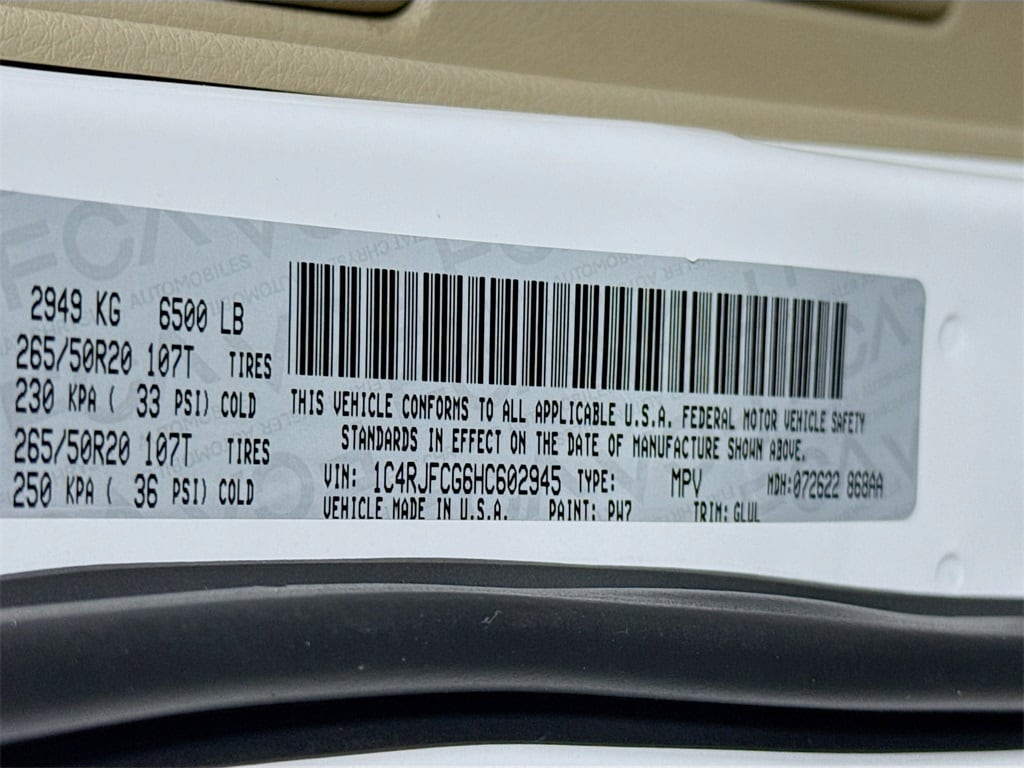 2949 KG 6500 LB
265/50R20 107T TIRES
230 KPA ( 33 PSI) COLD
265/50R20 107T TIRES
250 KPA ( 36 PSI) COLD
THIS VEHICLE CONFORMS TO ALL APPLICABLE U.S.A. FEDERAL MOTOR VEHICLE SAFETY
STANDARDS IN EFFECT ON THE DATE OF MANUFACTURE SHOWN ABOVE.
VIN: 1C4RJFCG6HC602945 TYPE: MPV MDH:072622 868AA
VEHICLE MADE IN U.S.A. PAINT: PW7 TRIM: GLUL
AUTOMOBILES